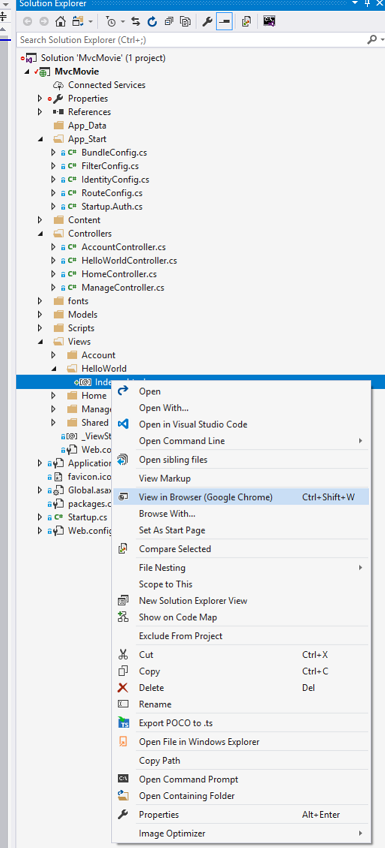 Solution Explorer
Search Solution Explorer (Ctrl+;)
Solution 'MvcMovie' (1 project)
MvcMovie
Connected Services
Properties
References
App_Data
App_Start
BundleConfig.cs
FilterConfig.cs
IdentityConfig.cs
RouteConfig.cs
Startup.Auth.cs
Content
Controllers
AccountController.cs
HelloWorldController.cs
HomeController.cs
ManageController.cs
fonts
Models
Scripts
Views
Account
HelloWorld
Home
Shared
Application
favicon.ico
Global.asax
packages.c
Startup.cs
Web.config
Open
Open With...
Open in Visual Studio Code
Open Command Line
Open sibling files
View Markup
View in Browser (Google Chrome) Ctrl+Shift+W
Browse With...
Set As Start Page
Compare Selected
File Nesting
Scope to This
New Solution Explorer View
Show on Code Map
Exclude From Project
Cut Ctrl+X
Copy Ctrl+C
Delete Del
Rename
Export POCO to .ts
Open File in Windows Explorer
Copy Path
Open Command Prompt
Open Containing Folder
Properties Alt+Enter
Image Optimizer